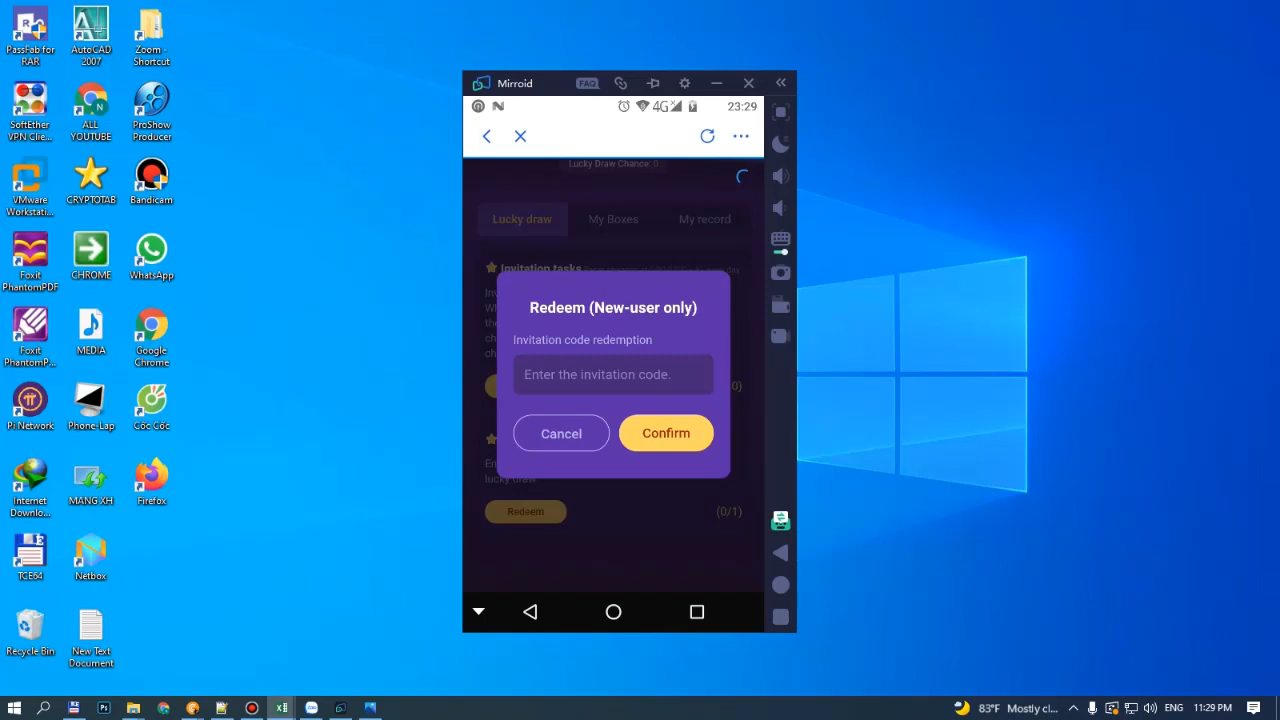 PassFab for
RAR
AutoCAD
2007
Zoom -
Shortcut
SoftEther
VPN Clie...
ALL
YOUTUBE
ProShow
Producer
VMware
Workstati...
CRYPTOTAB
Bandicam
Foxit
PhantomPDF
CHROME
WhatsApp
Foxit
PhantomP...
MEDIA
Google
Chrome
Pi Network
Phone-Lap
Cốc Cốc
Internet
Downlo...
MANG XH
Firefox
TCE64
Netbox
Recycle Bin
New Text
Document
Mirroid
FAQ
4G
23:29
Lucky Draw Chance: 0
Lucky draw
My Boxes
My record
Invitation tasks
Redeem (New-user only)
Invitation code redemption
Enter the invitation code.
Cancel
Confirm
lucky draw
Redeem
(0/1)
83°F Mostly cl...
ENG
11:29 PM